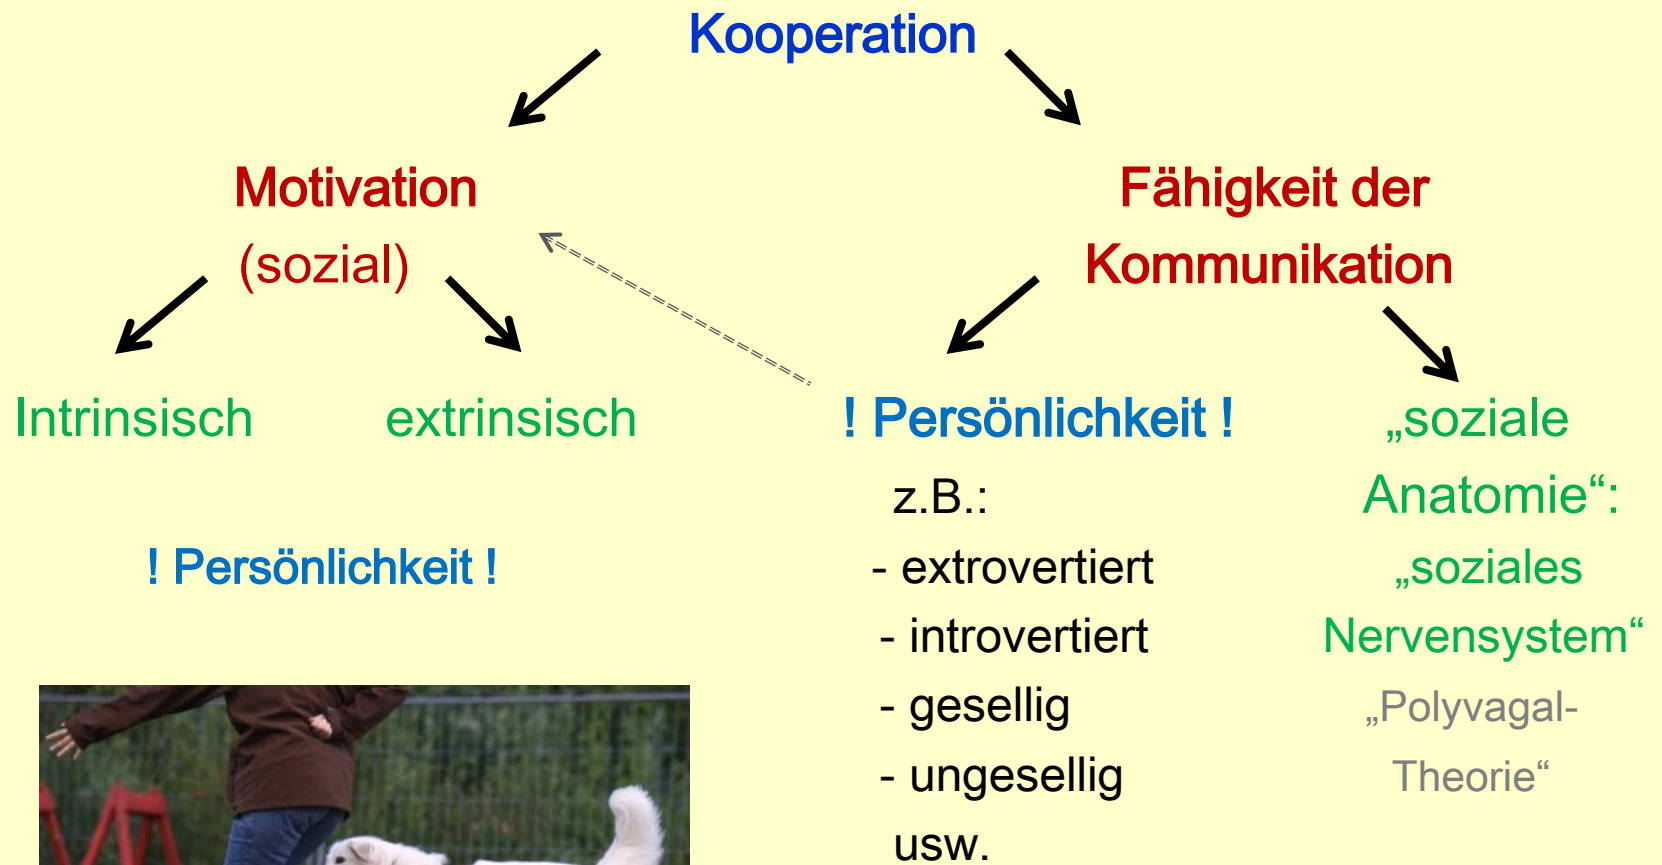 Kooperation
Motivation
(sozial)
Intrinsisch
extrinsisch
! Persönlichkeit !
Fähigkeit der
Kommunikation
! Persönlichkeit !
z.B.:
- extrovertiert
- introvertiert
- gesellig
- ungesellig
usw.
„soziale
Anatomie“:
„soziales
Nervensystem“
„Polyvagal-
Theorie“